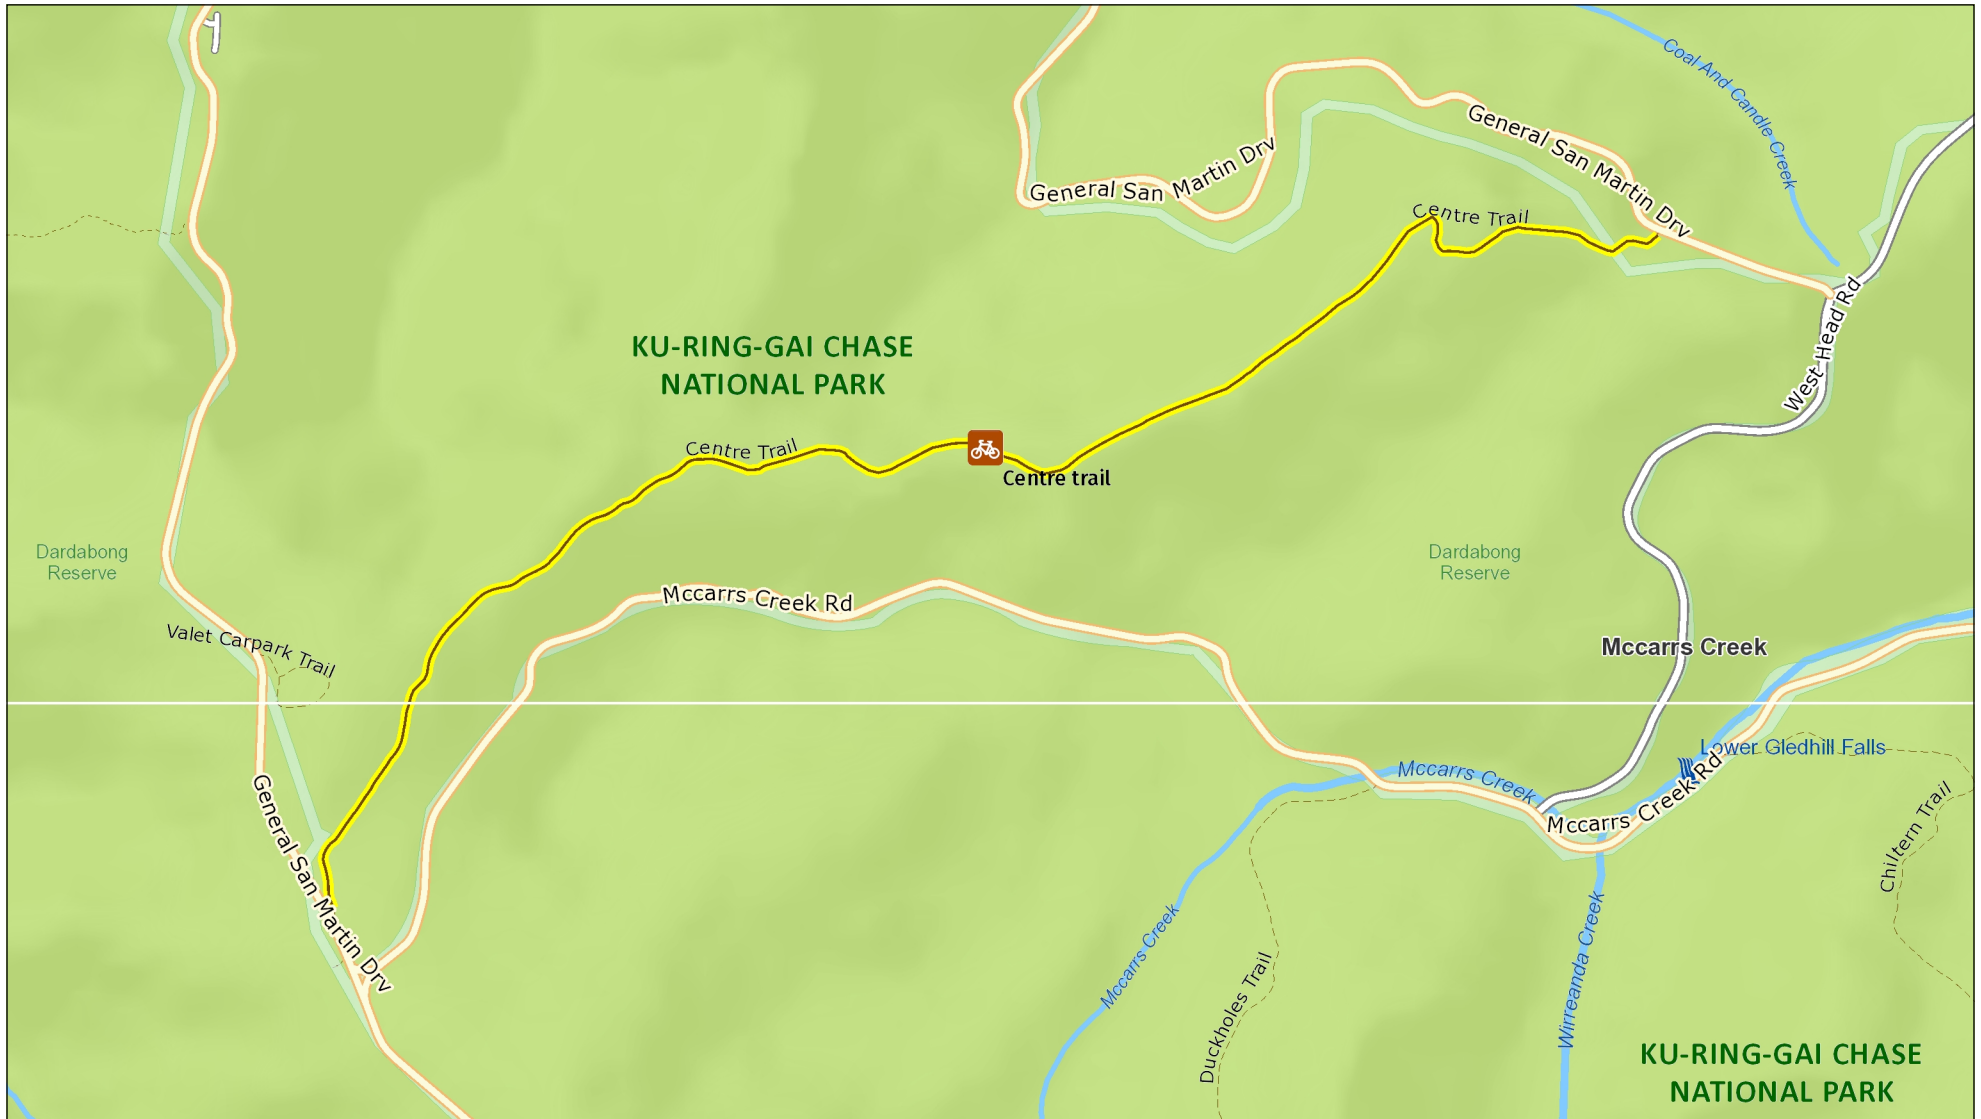 Coal And Candle Creek
General San Martin Drv
General San Martin Drv
Centre Trail
West Head Rd
KU-RING-GAI CHASE
NATIONAL PARK
Centre Trail
Centre trail
Dardabong
Reserve
Dardabong
Reserve
Mccarrs Creek Rd
Valet Carpark Trail
Mccarrs Creek
Lower Gledhill Falls
Mccarrs Creek
Mccarrs Creek Rd
General San Martin Drv
Chiltern Trail
Mccarrs Creek
Wirreanda Creek
Duckholes Trail
KU-RING-GAI CHASE
NATIONAL PARK